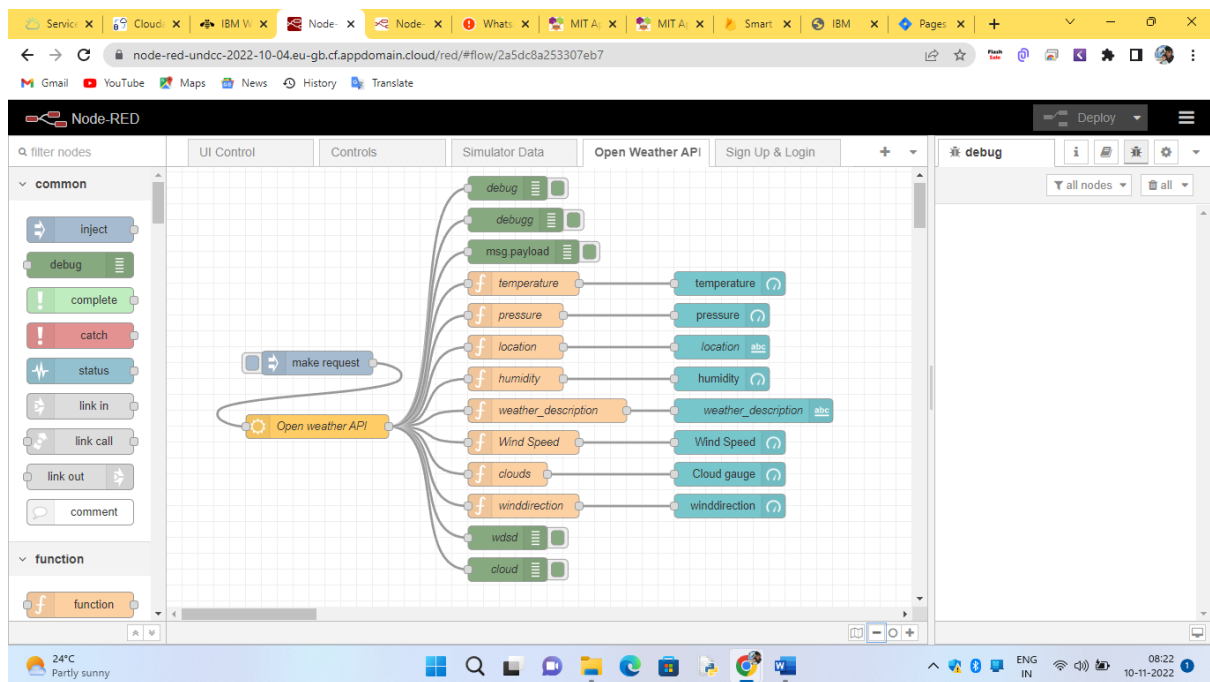 Service
Cloud
IBM W
Node-
Node-
Whats
MIT A
MIT A
Smart
IBM
Pages
node-red-undcc-2022-10-04.eu-gb.cf.appdomain.cloud/red/#flow/2a5dc8a253307eb7
Gmail YouTube Maps News History Translate
Node-RED Deploy
filter nodes UI Control Controls Simulator Data Open Weather API Sign Up & Login debug i
all nodes all
common
inject
debug
complete
catch
status
link in
link call
link out
comment
function
function
make request
Open weather API
debug
debugg
msg.payload
temperature temperature
pressure pressure
location location abc
humidity humidity
weather_description weather_description abc
Wind Speed Wind Speed
clouds Cloud gauge
winddirection winddirection
wdsd
cloud
24°C
Partly sunny
ENG
IN
08:22
10-11-2022
1